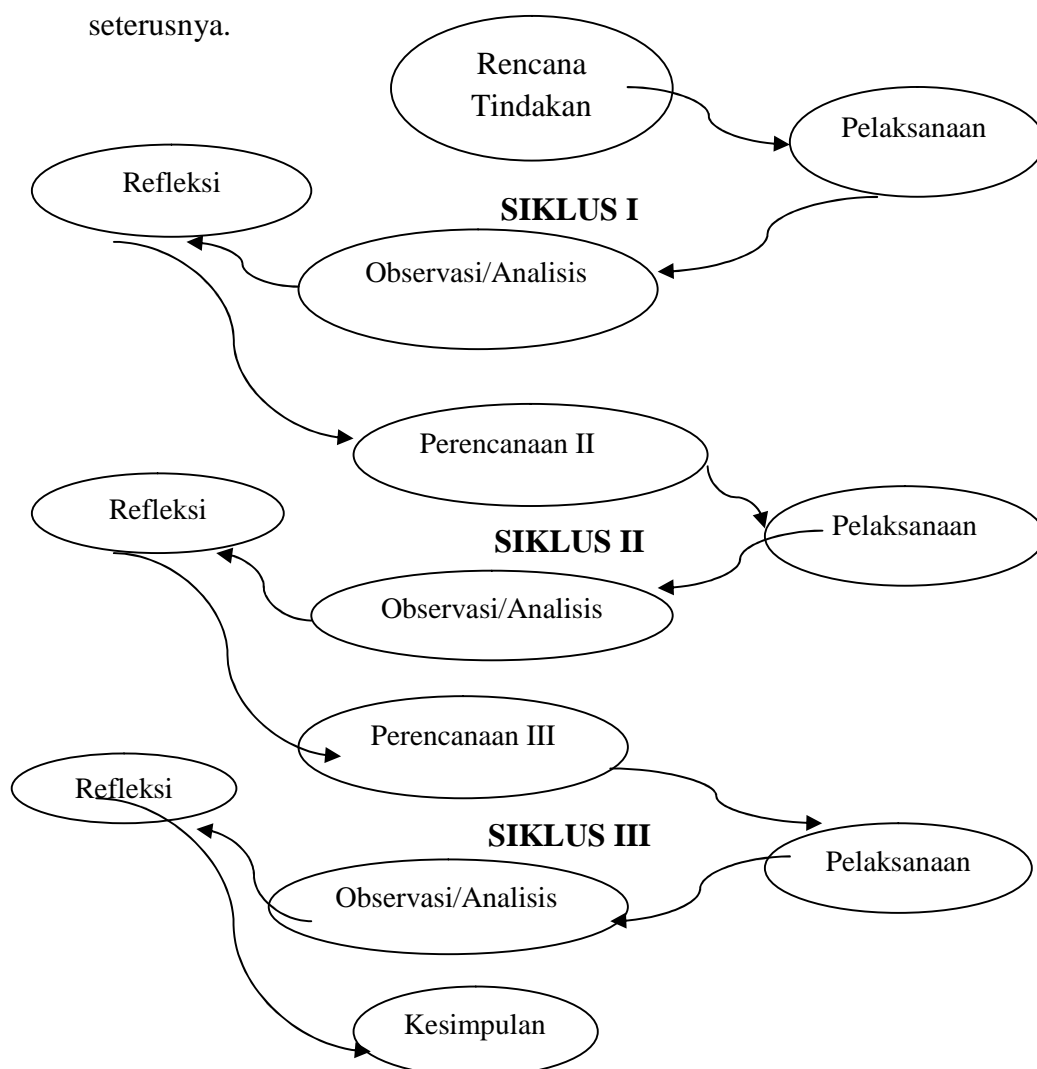 seterusnya.
Rencana
Tindakan
Pelaksanaan
Refleksi
SIKLUS I
Observasi/Analisis
Perencanaan II
Refleksi
Pelaksanaan
SIKLUS II
Observasi/Analisis
Perencanaan III
Refleksi
SIKLUS III
Pelaksanaan
Observasi/Analisis
Kesimpulan